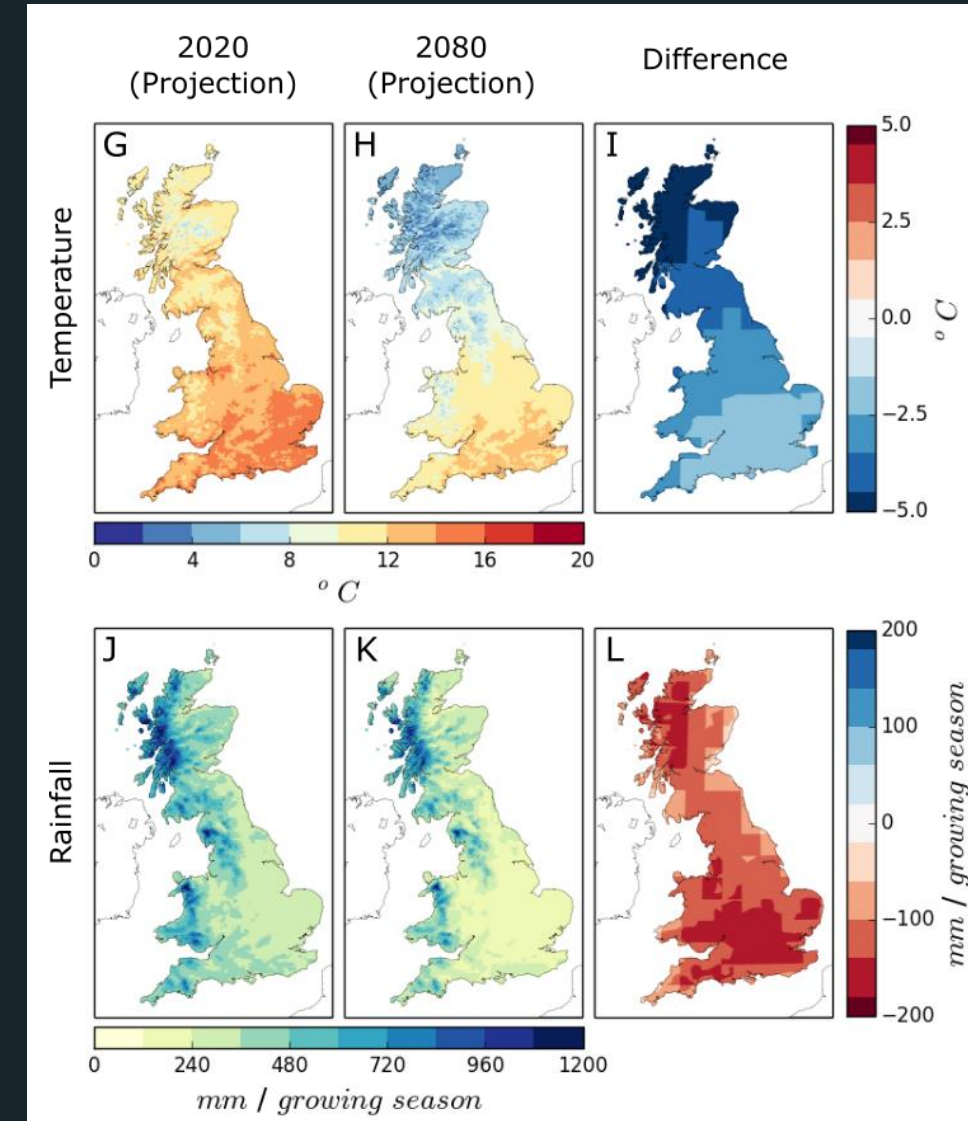 2020
(Projection)
2080
(Projection)
Difference
Temperature
G
H
I
5.0
2.5
0.0
−2.5
−5.0
° C
0 4 8 12 16 20
° C
Rainfall
J
K
L
200
100
0
−100
−200
mm / growing season
0 240 480 720 960 1200
mm / growing season